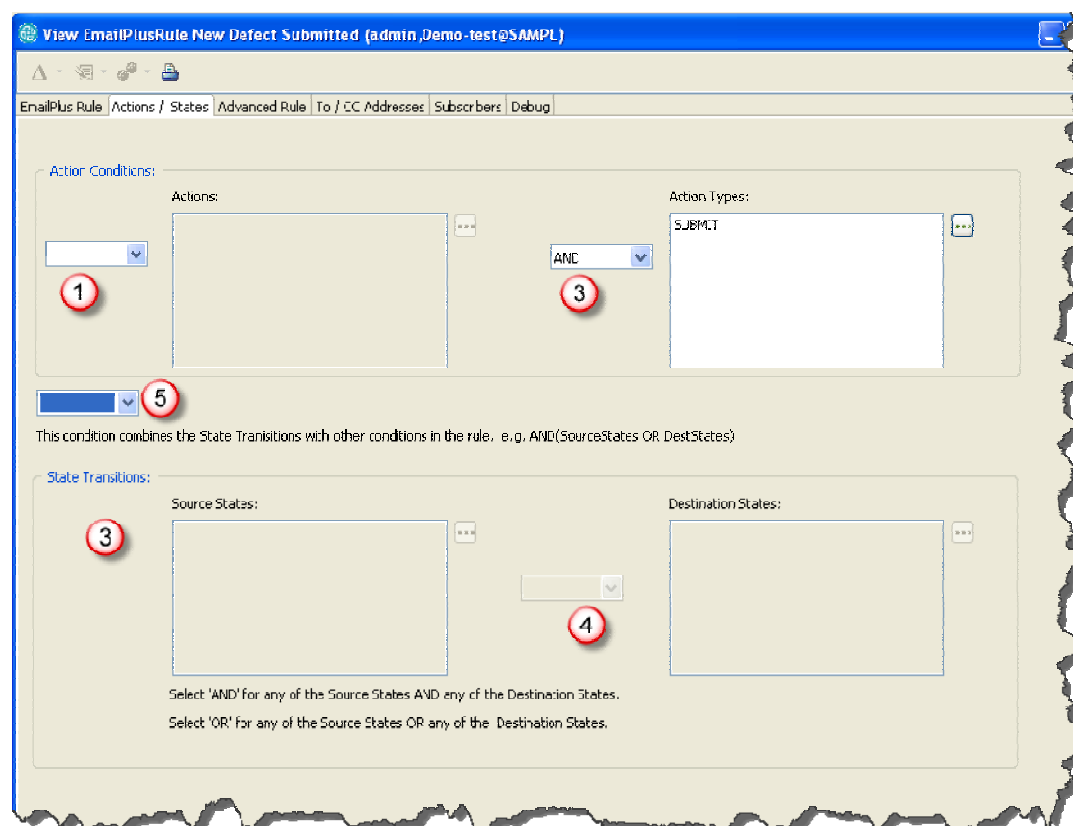 View EmailPlusRule New Defect Submitted (admin,Demo-test@SAMPL)
EmailPlus Rule Actions / States Advanced Rule To / CC Addresses Subscribers Debug
Action Conditions:
Actions: Action Types:
SUBMIT
AND
1 3
5
This condition combines the State Tranisitions with other conditions in the rule, e.g. AND(SourceStates OR DestStates)
State Transitions:
Source States: Destination States:
3
4
Select 'AND' for any of the Source States AND any of the Destination States.
Select 'OR' for any of the Source States OR any of the Destination States.